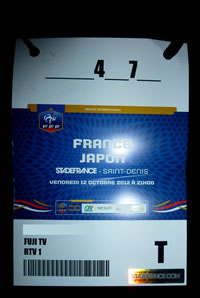 4 7
MATCH INTERNATIONAL
FRANCE
JAPON
STADEFRANCE - SAINT-DENIS
VENDREDI 12 OCTOBRE 2012 À 21H00
FUJI TV
RTV 1
T
STADEFRANCE.COM